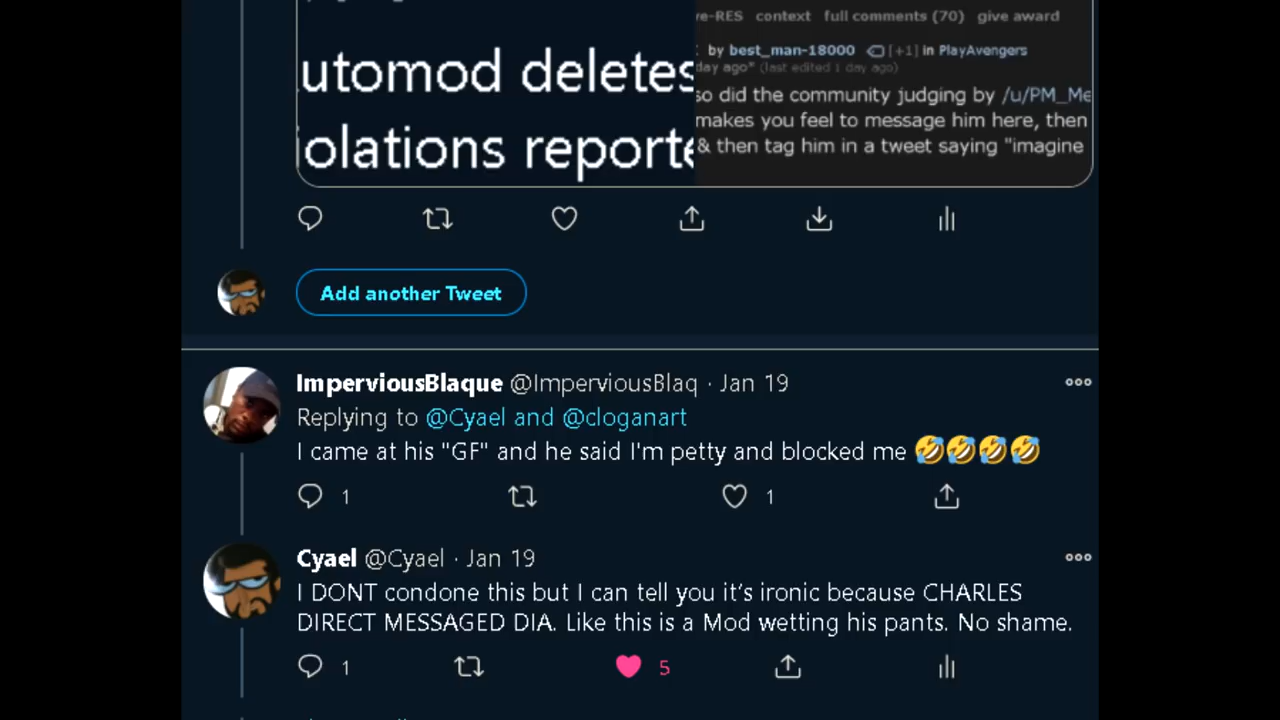 re-RES context full comments (70) give award
by best_man-18000 [+1] in PlayAvengers
day ago* (last edited 1 day ago)
utomod deletes
so did the community judging by /u/PM_Me
makes you feel to message him here, then
iolations reporte
& then tag him in a tweet saying "imagine
Add another Tweet
ImperviousBlaque @ImperviousBlaq · Jan 19
Replying to @Cyael and @cloganart
I came at his "GF" and he said I'm petty and blocked me 🤣🤣🤣🤣
1 1
Cyael @Cyael · Jan 19
I DONT condone this but I can tell you it's ironic because CHARLES
DIRECT MESSAGED DIA. Like this is a Mod wetting his pants. No shame.
1 5